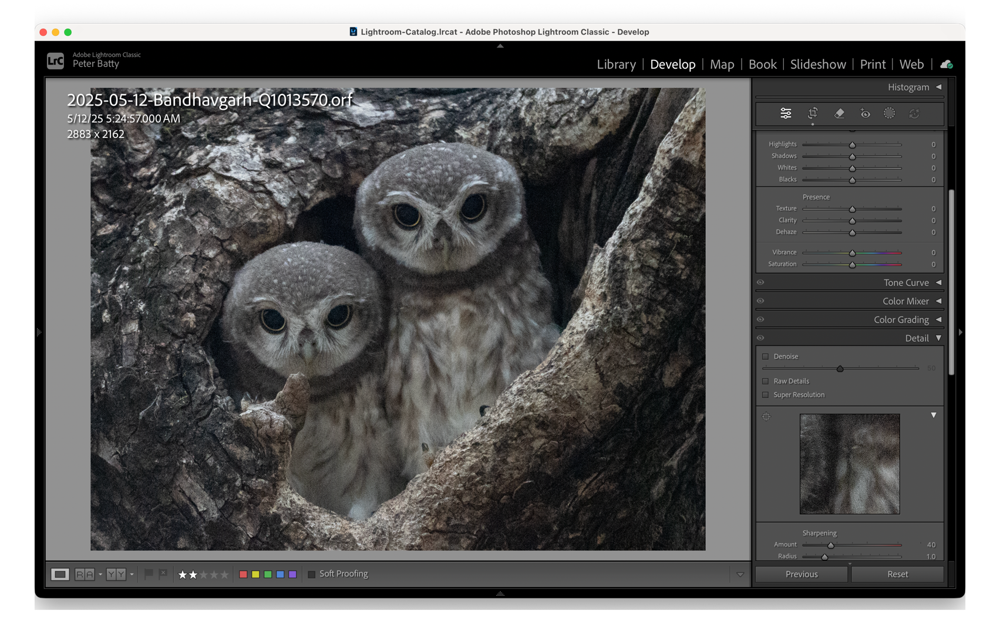 Lightroom-Catalog.lrcat - Adobe Photoshop Lightroom Classic - Develop
LrC
Adobe Lightroom Classic
Peter Batty
Library | Develop | Map | Book | Slideshow | Print | Web |
2025-05-12-Bandhavgarh-Q1013570.orf
5/12/25 5:24:57.000 AM
2883 x 2162
Histogram
Highlights 0
Shadows 0
Whites 0
Blacks 0
Presence
Texture 0
Clarity 0
Dehaze 0
Vibrance 0
Saturation 0
Tone Curve
Color Mixer
Color Grading
Detail
Denoise
50
Raw Details
Super Resolution
Sharpening
Amount 40
Radius 1.0
R A
Y Y
Soft Proofing
Previous
Reset